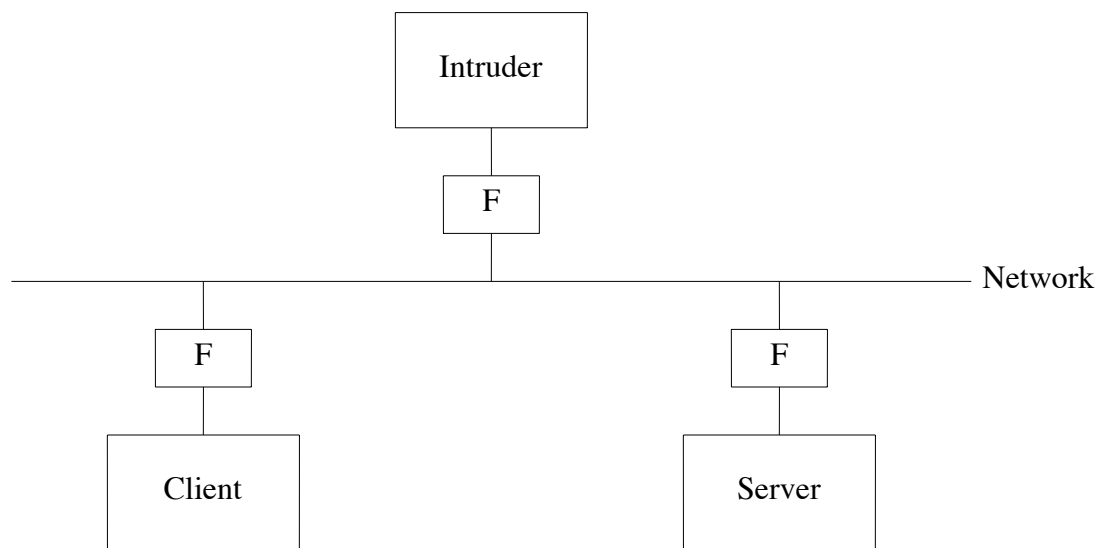 Intruder
F
Network
F
F
Client
Server